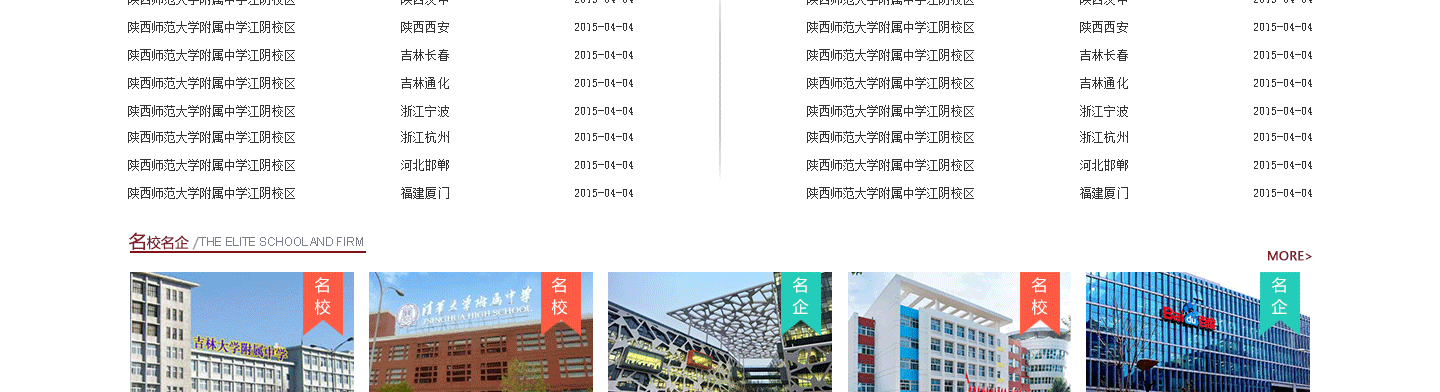 陕西师范大学附属中学江阴校区 陕西汉中 2015-04-04 陕西师范大学附属中学江阴校区 陕西汉中 2015-04-04
陕西师范大学附属中学江阴校区 陕西西安 2015-04-04 陕西师范大学附属中学江阴校区 陕西西安 2015-04-04
陕西师范大学附属中学江阴校区 吉林长春 2015-04-04 陕西师范大学附属中学江阴校区 吉林长春 2015-04-04
陕西师范大学附属中学江阴校区 吉林通化 2015-04-04 陕西师范大学附属中学江阴校区 吉林通化 2015-04-04
陕西师范大学附属中学江阴校区 浙江宁波 2015-04-04 陕西师范大学附属中学江阴校区 浙江宁波 2015-04-04
陕西师范大学附属中学江阴校区 浙江杭州 2015-04-04 陕西师范大学附属中学江阴校区 浙江杭州 2015-04-04
陕西师范大学附属中学江阴校区 河北邯郸 2015-04-04 陕西师范大学附属中学江阴校区 河北邯郸 2015-04-04
陕西师范大学附属中学江阴校区 福建厦门 2015-04-04 陕西师范大学附属中学江阴校区 福建厦门 2015-04-04
名校名企 /THE ELITE SCHOOLAND FIRM
MORE>
名校
吉林大学附属中学
名校
清华大学附属中学
TSINGHUA HIGH SCHOOL
名企
名校
名企
Bai du 百度